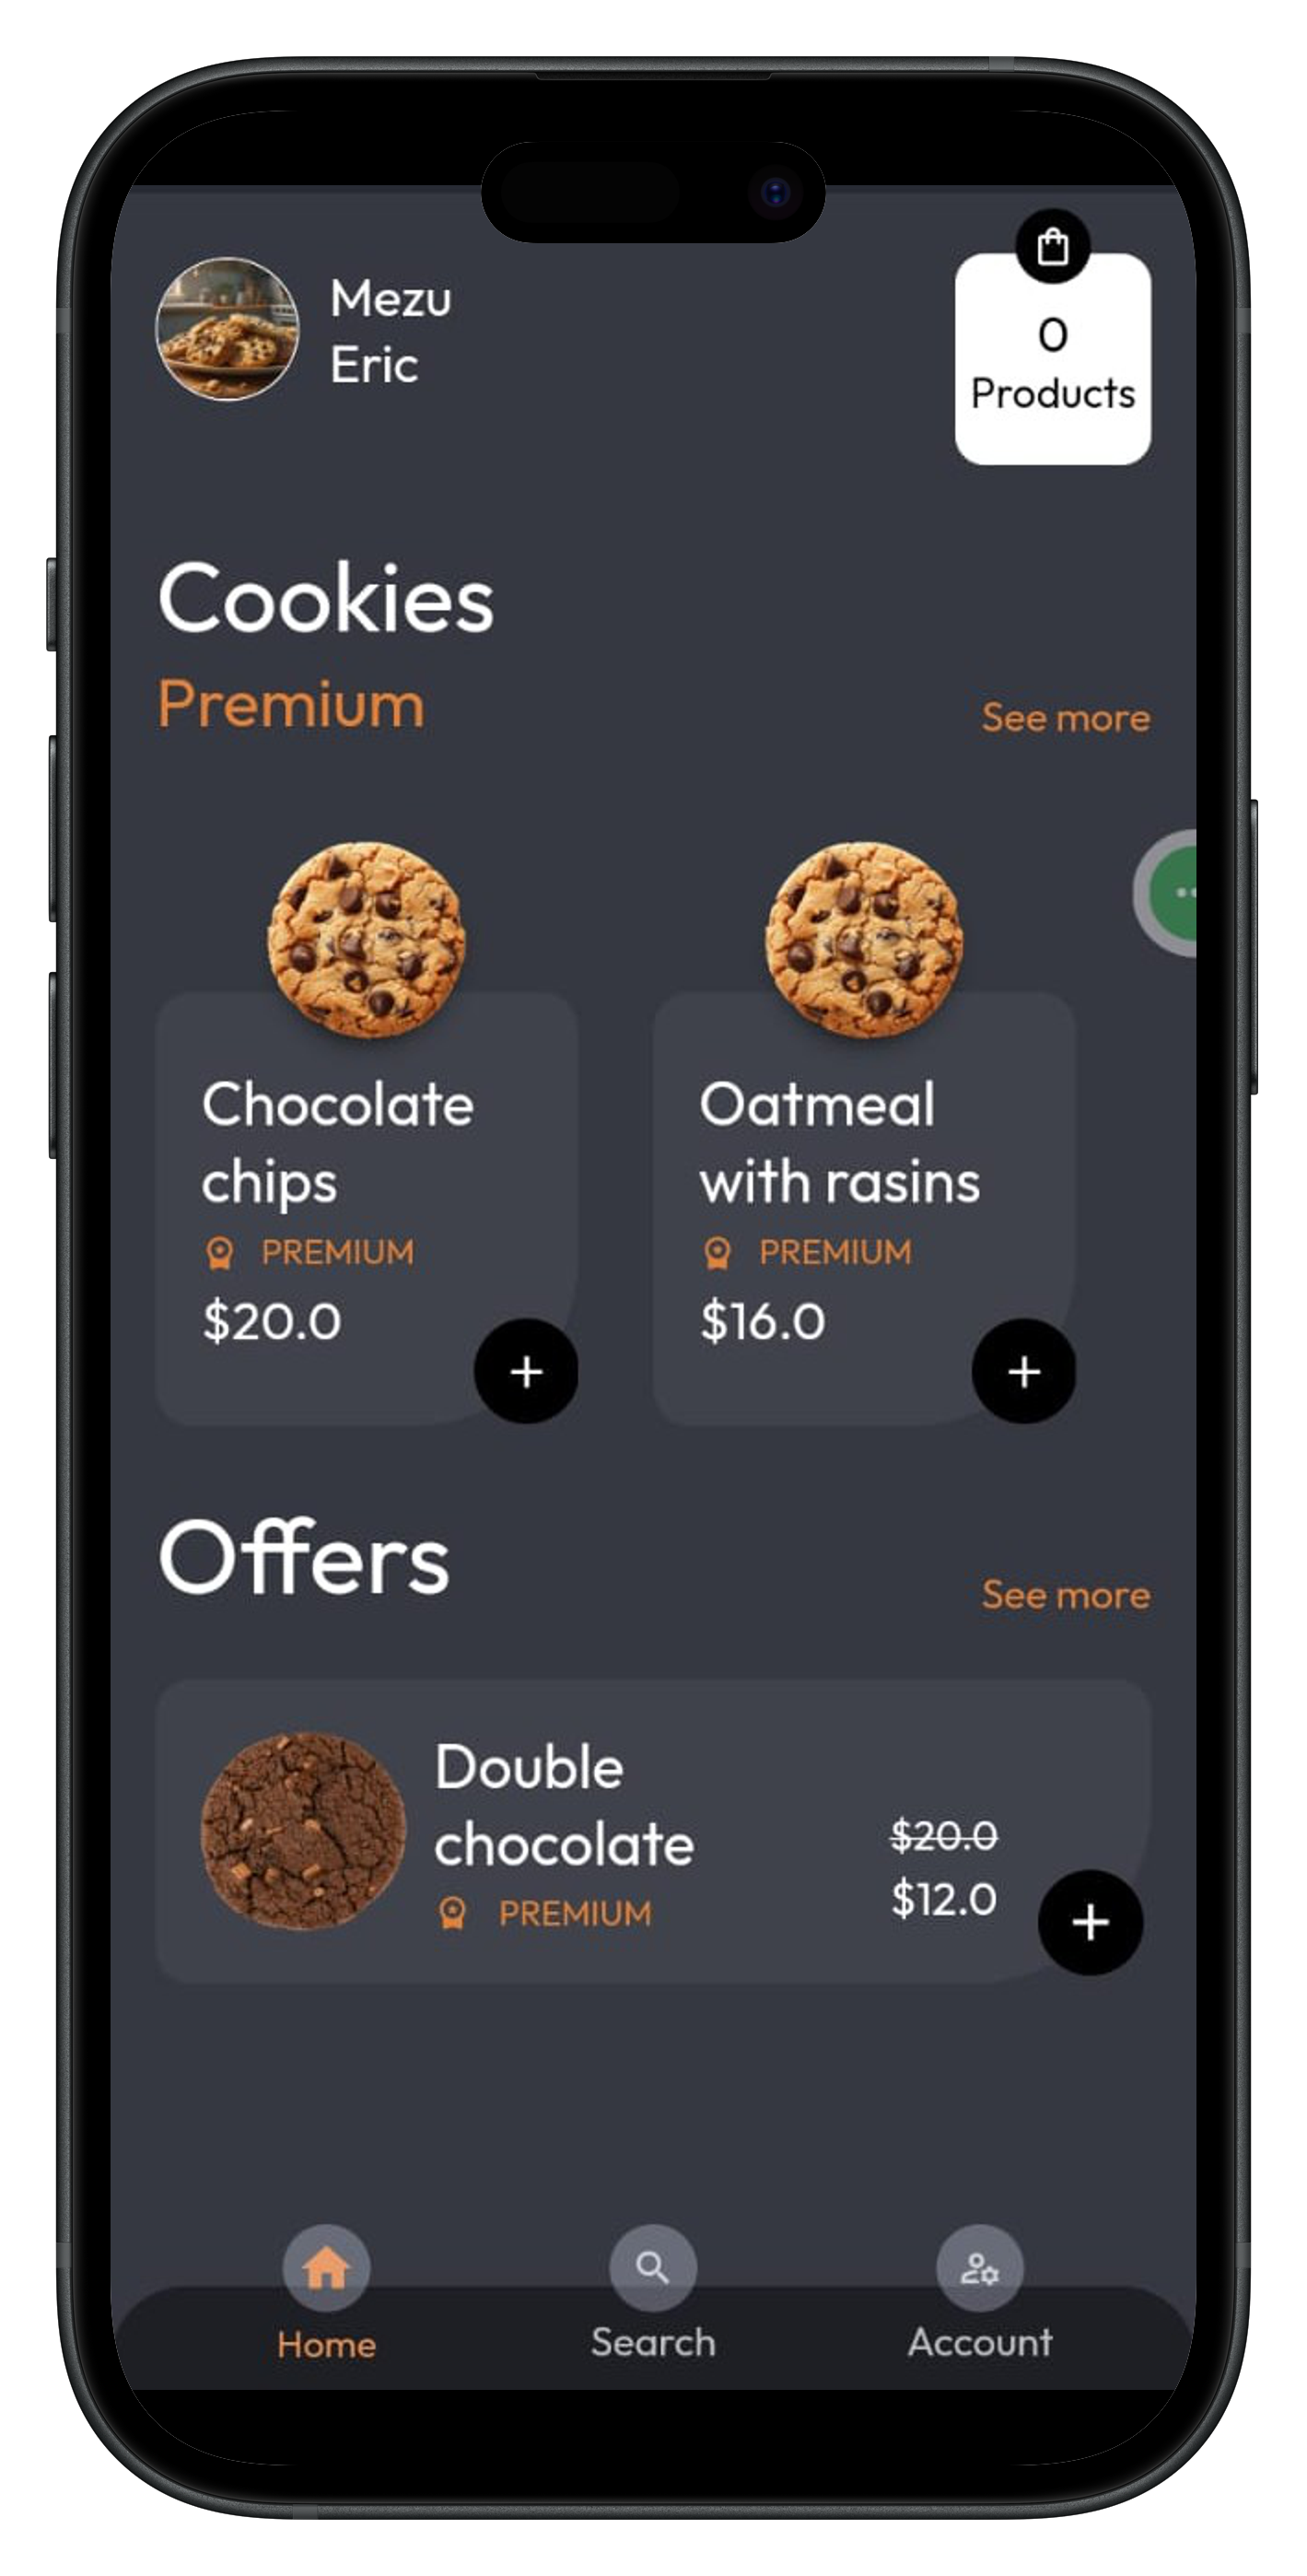 Mezu
Eric
0
Products
Cookies
Premium
See more
Chocolate
chips
PREMIUM
$20.0
+
Oatmeal
with rasins
PREMIUM
$16.0
+
Offers
See more
Double
chocolate
PREMIUM
$20.0
$12.0
+
Home
Search
Account